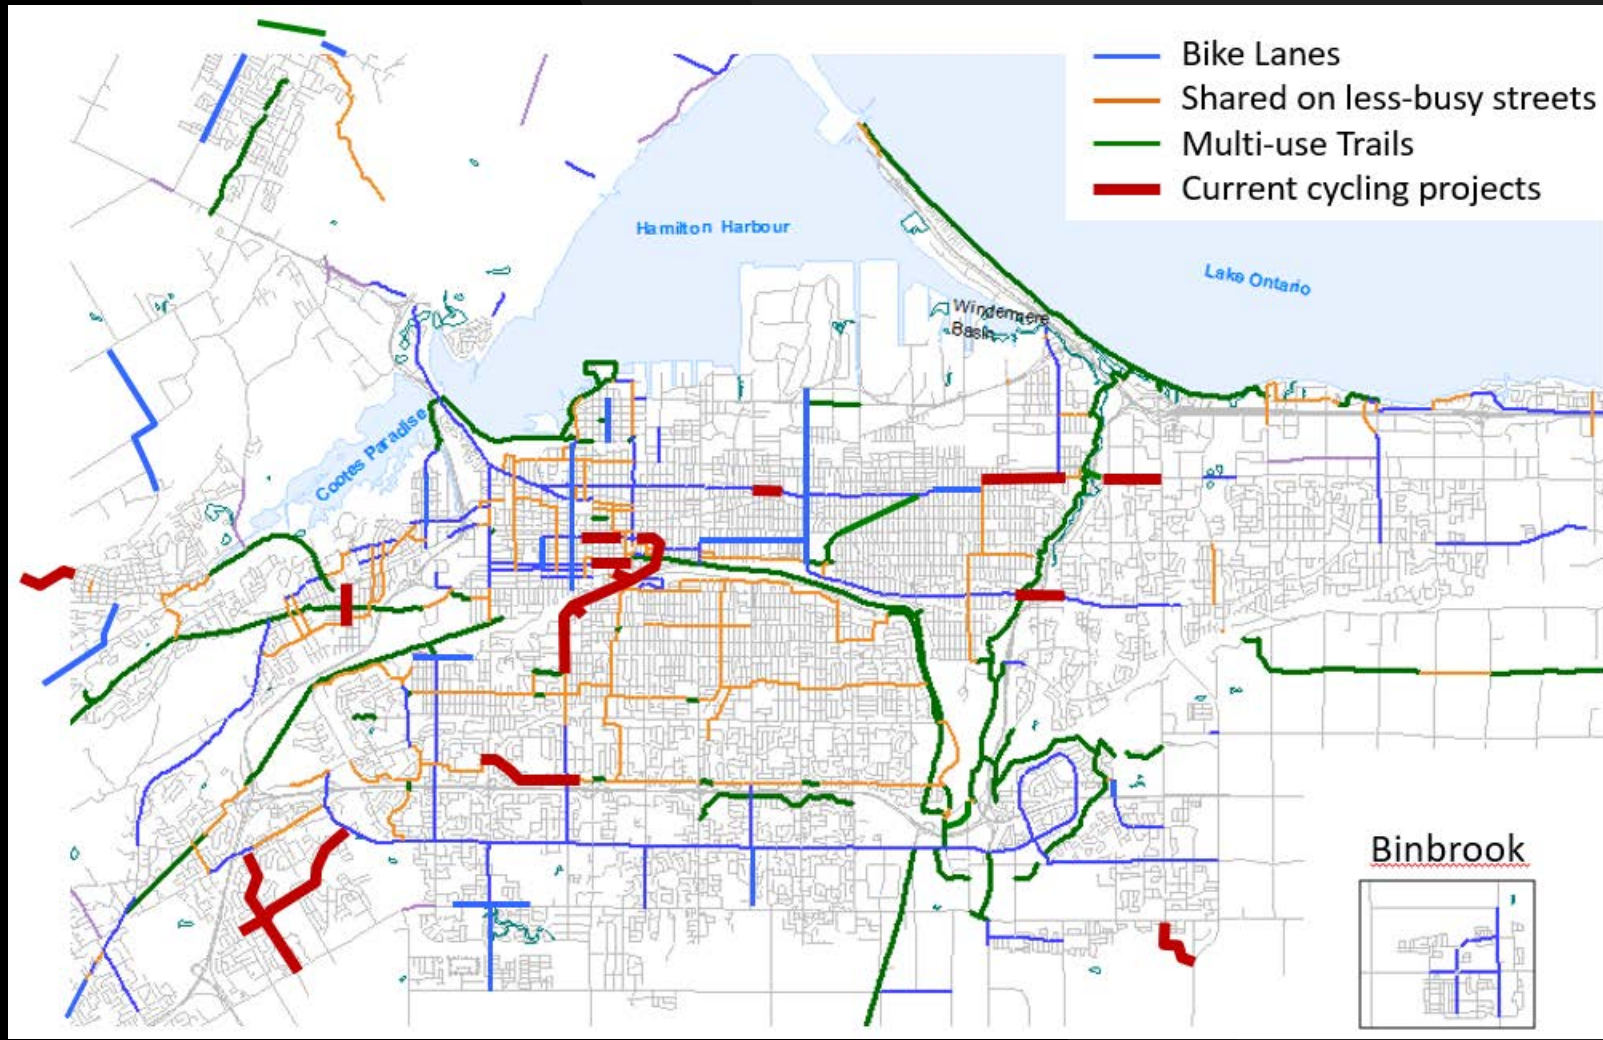 Bike Lanes
Shared on less-busy streets
Multi-use Trails
Current cycling projects
Hamilton Harbour
Lake Ontario
Windermere
Basin
Cootes Paradise
Binbrook